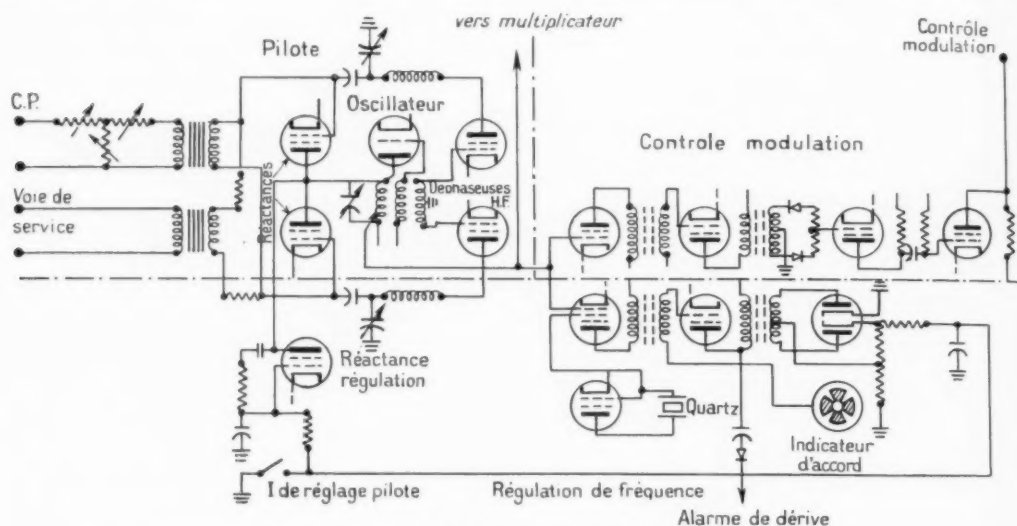 vers multiplicateur
Contrôle
modulation
Pilote
C.P.
Oscillateur
Contrôle modulation
Réactances
Déphaseuses
H.F.
Voie de
service
Réactance
régulation
Quartz
Indicateur
d'accord
I de réglage pilote
Régulation de fréquence
Alarme de dérive